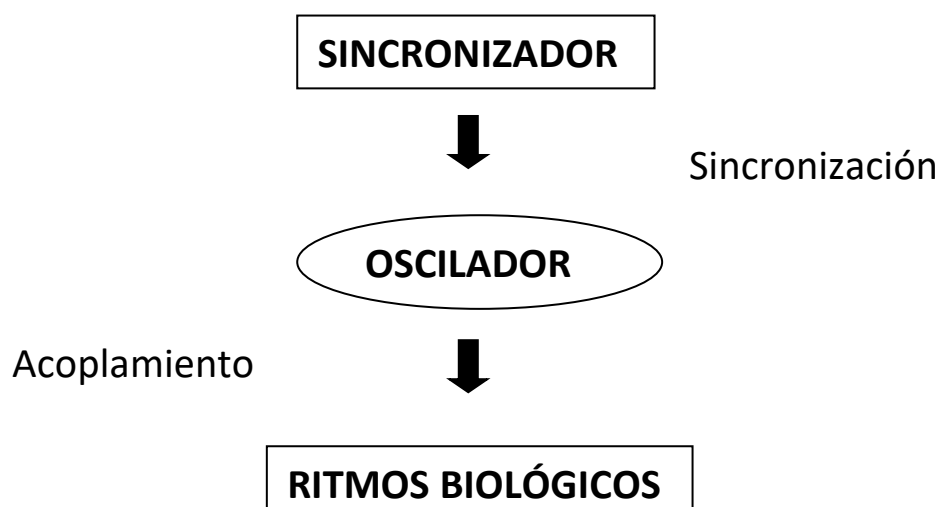 SINCRONIZADOR
Sincronización
OSCILADOR
Acoplamiento
RITMOS BIOLÓGICOS